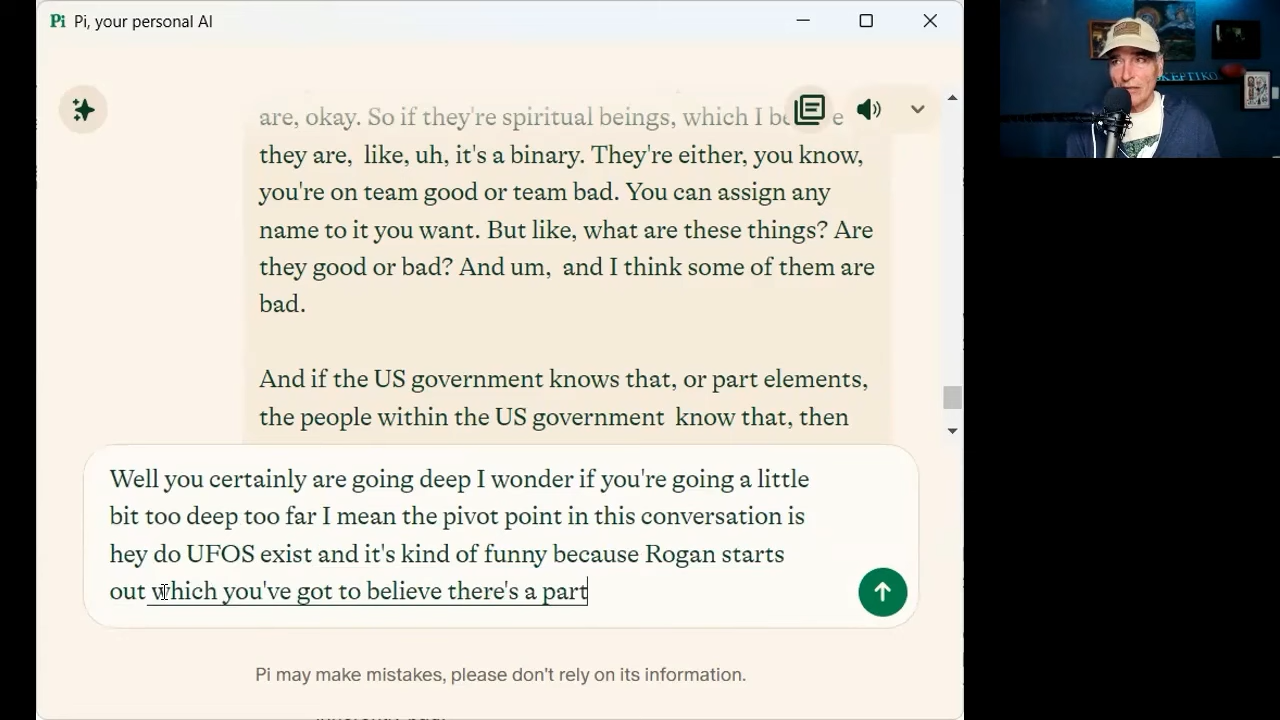 Pi Pi, your personal AI
are, okay. So if they're spiritual beings, which I be e
they are, like, uh, it's a binary. They're either, you know,
you're on team good or team bad. You can assign any
name to it you want. But like, what are these things? Are
they good or bad? And um, and I think some of them are
bad.
And if the US government knows that, or part elements,
the people within the US government know that, then
Well you certainly are going deep I wonder if you're going a little
bit too deep too far I mean the pivot point in this conversation is
hey do UFOS exist and it's kind of funny because Rogan starts
out which you've got to believe there's a part
Pi may make mistakes, please don't rely on its information.
SKEPTIKO